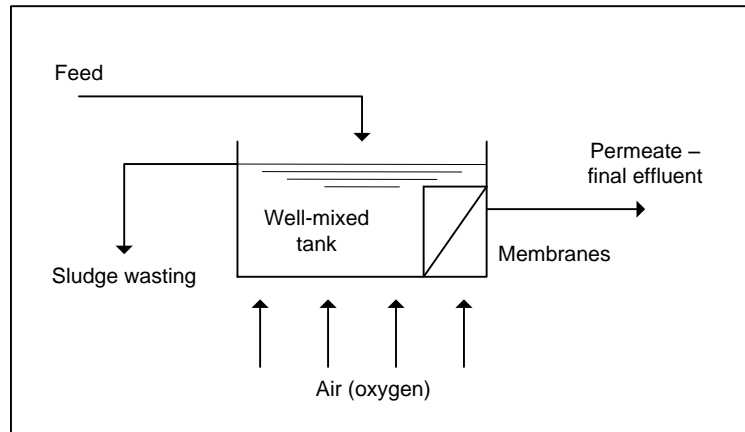 Feed
Permeate –
final effluent
Well-mixed
tank
Membranes
Sludge wasting
Air (oxygen)